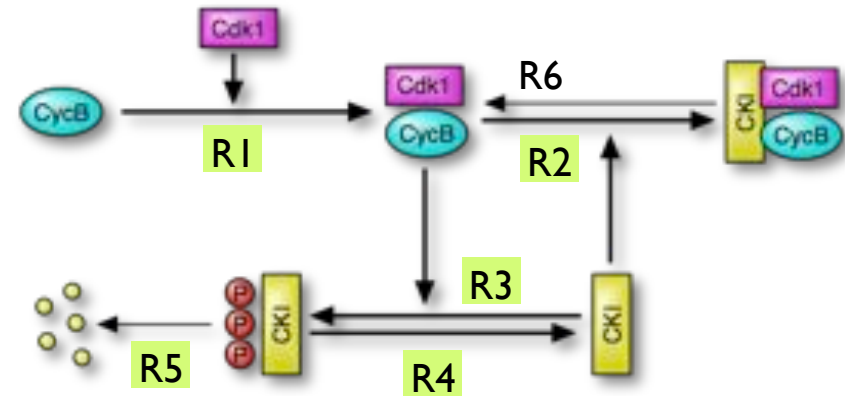 Cdk1
CycB
R1
Cdk1
CycB
R6
R2
CKI
Cdk1
CycB
R3
P
P
P
CKI
CKI
R4
R5